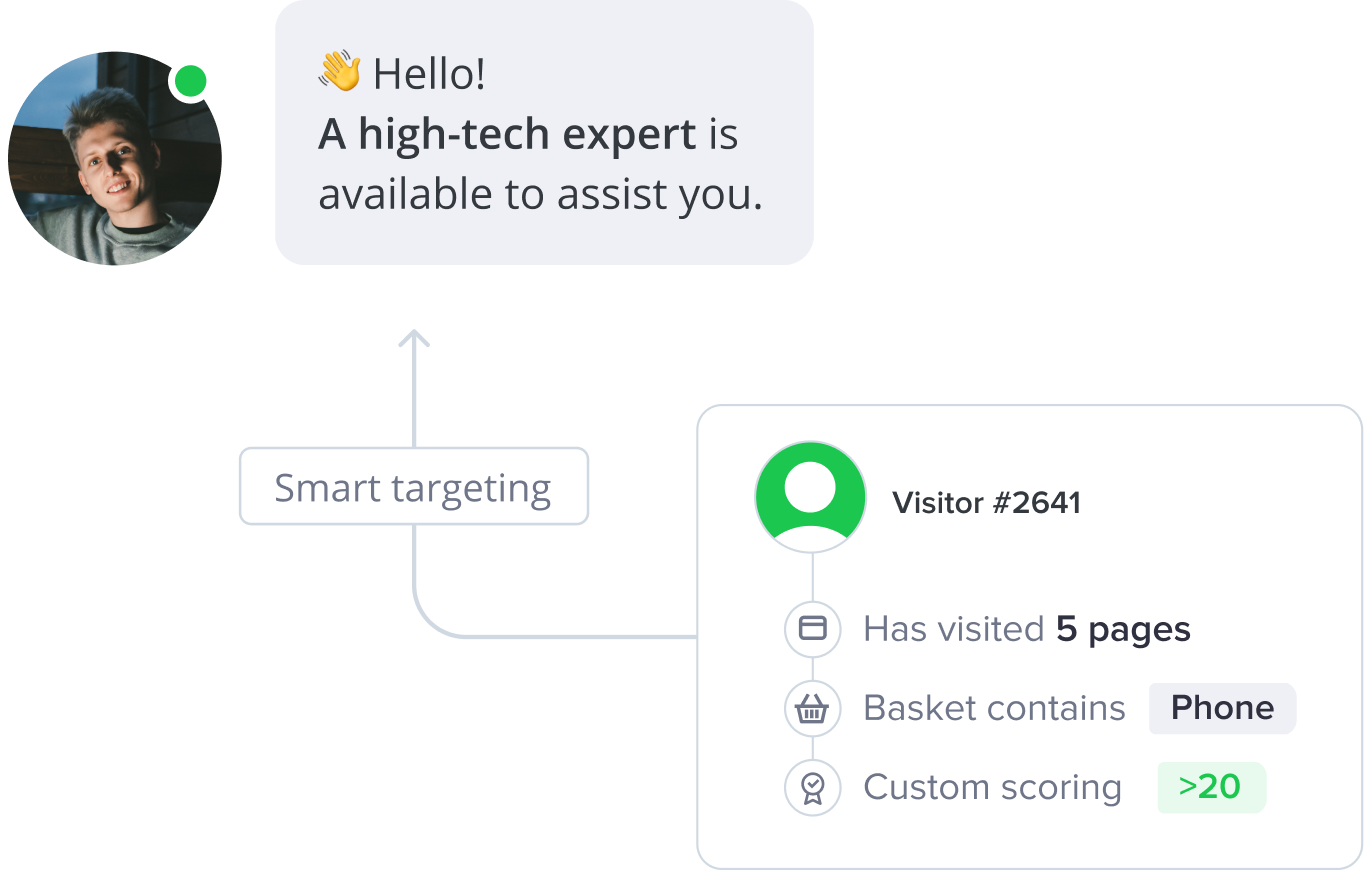 👋 Hello!
A high-tech expert is
available to assist you.
Smart targeting
Visitor #2641
Has visited 5 pages
Basket contains Phone
Custom scoring >20